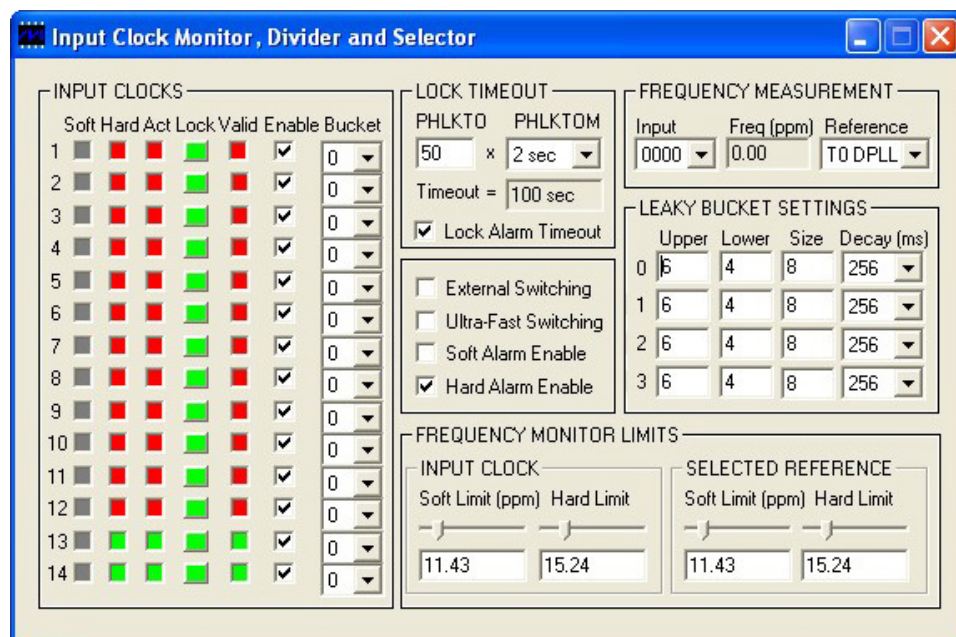 Input Clock Monitor, Divider and Selector
INPUT CLOCKS
Soft Hard Act Lock Valid Enable Bucket
1 0
2 0
3 0
4 0
5 0
6 0
7 0
8 0
9 0
10 0
11 0
12 0
13 0
14 0
LOCK TIMEOUT
PHLKTO PHLKTOM
50 x 2 sec
Timeout = 100 sec
Lock Alarm Timeout
External Switching
Ultra-Fast Switching
Soft Alarm Enable
Hard Alarm Enable
FREQUENCY MEASUREMENT
Input Freq (ppm) Reference
0000 0.00 T0 DPLL
LEAKY BUCKET SETTINGS
Upper Lower Size Decay (ms)
0 6 4 8 256
1 6 4 8 256
2 6 4 8 256
3 6 4 8 256
FREQUENCY MONITOR LIMITS
INPUT CLOCK
Soft Limit (ppm) Hard Limit
11.43 15.24
SELECTED REFERENCE
Soft Limit (ppm) Hard Limit
11.43 15.24